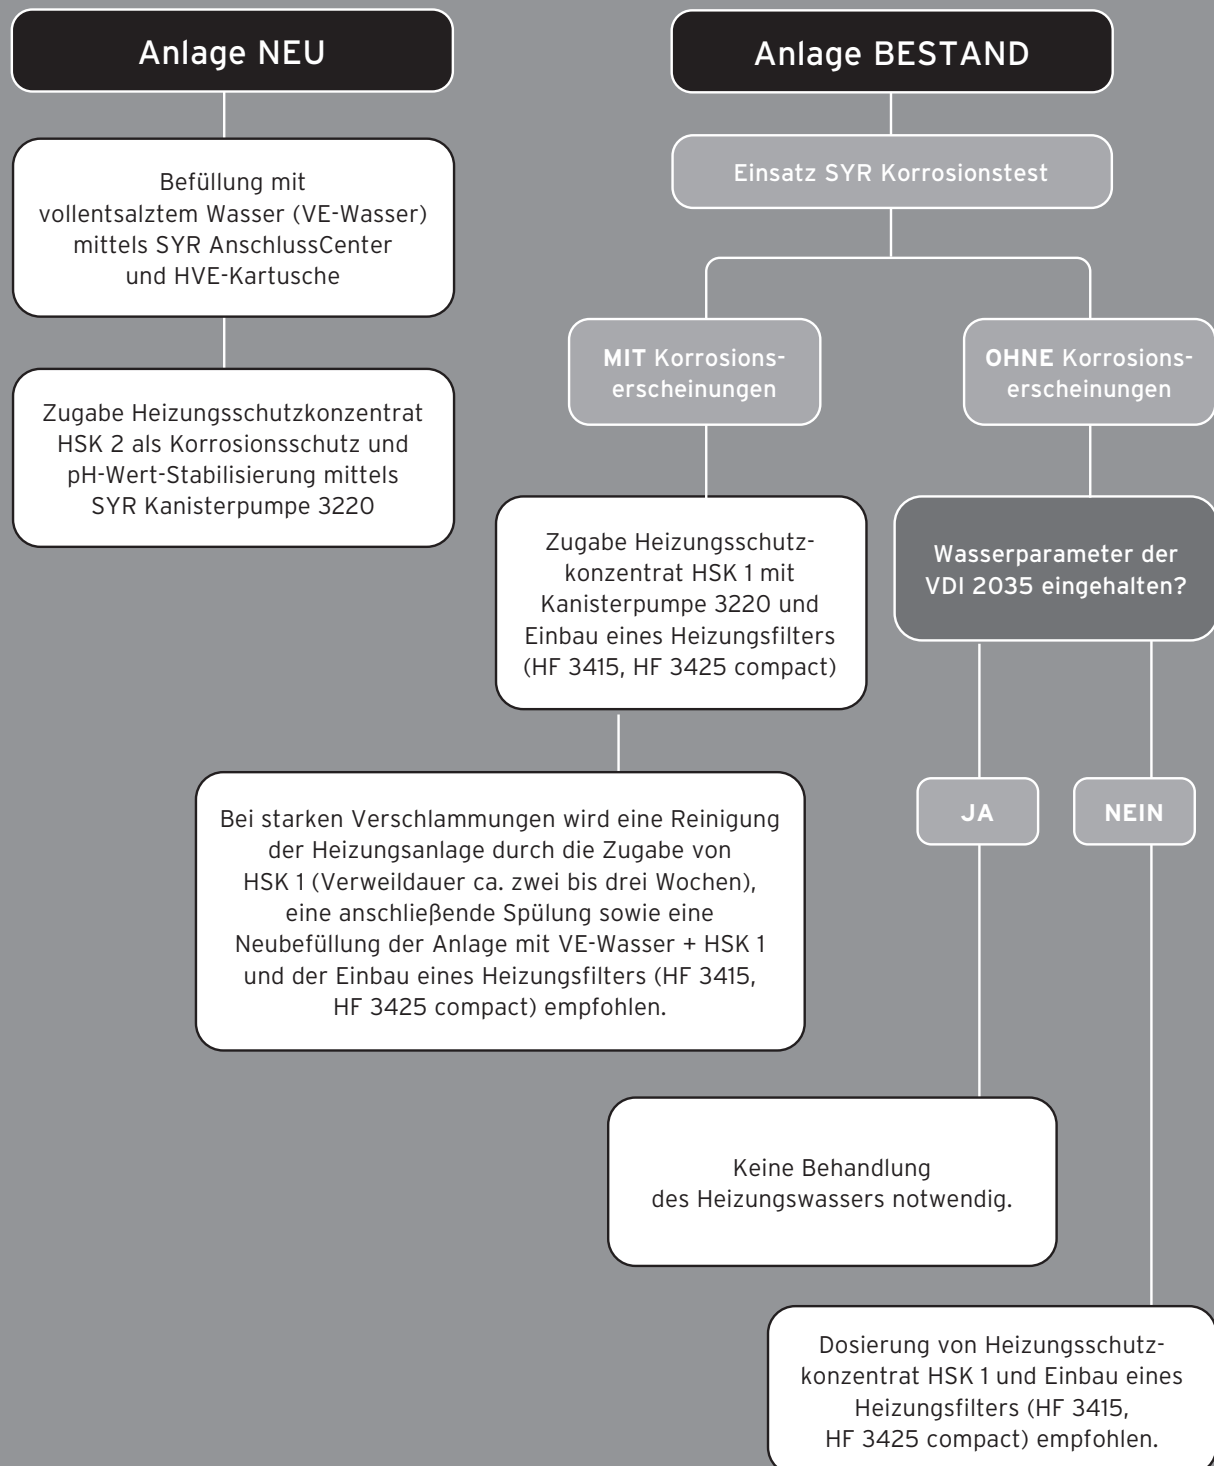 Anlage NEU
Befüllung mit
vollentsalztem Wasser (VE-Wasser)
mittels SYR AnschlussCenter
und HVE-Kartusche
Zugabe Heizungsschutzkonzentrat
HSK 2 als Korrosionsschutz und
pH-Wert-Stabilisierung mittels
SYR Kanisterpumpe 3220
Anlage BESTAND
Einsatz SYR Korrosionstest
MIT Korrosions-
erscheinungen
OHNE Korrosions-
erscheinungen
Zugabe Heizungsschutz-
konzentrat HSK 1 mit
Kanisterpumpe 3220 und
Einbau eines Heizungsfilters
(HF 3415, HF 3425 compact)
Wasserparameter der
VDI 2035 eingehalten?
Bei starken Verschlammungen wird eine Reinigung
der Heizungsanlage durch die Zugabe von
HSK 1 (Verweildauer ca. zwei bis drei Wochen),
eine anschließende Spülung sowie eine
Neubefüllung der Anlage mit VE-Wasser + HSK 1
und der Einbau eines Heizungsfilters (HF 3415,
HF 3425 compact) empfohlen.
JA
NEIN
Keine Behandlung
des Heizungswassers notwendig.
Dosierung von Heizungsschutz-
konzentrat HSK 1 und Einbau eines
Heizungsfilters (HF 3415,
HF 3425 compact) empfohlen.